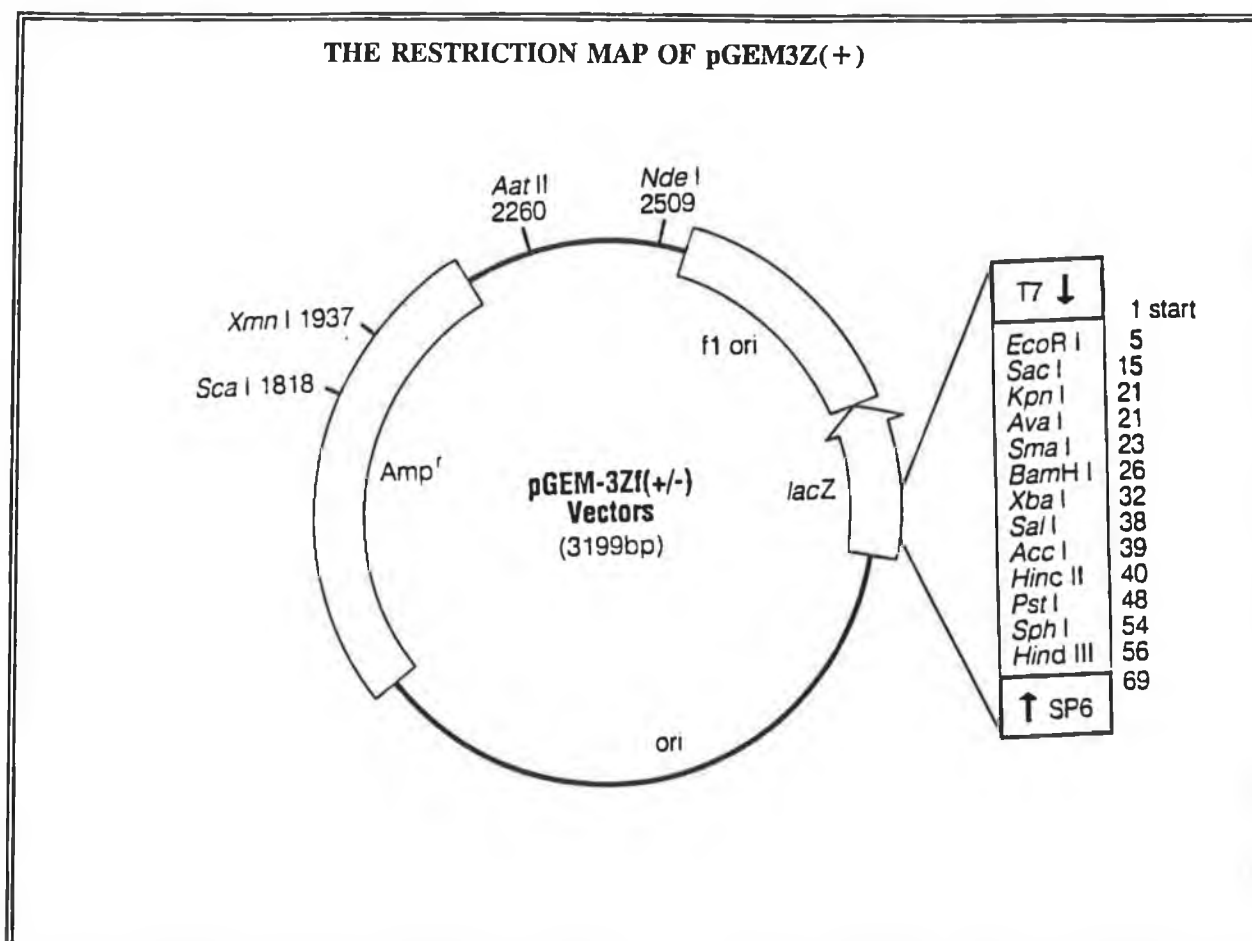 THE RESTRICTION MAP OF pGEM3Z(+)
Aat II
2260
Nde I
2509
Xmn I 1937
Sca I 1818
Amp^r
f1 ori
lacZ
ori
pGEM-3Zf(+/-)
Vectors
(3199bp)
T7 ↓
1 start
EcoR I 5
Sac I 15
Kpn I 21
Ava I 21
Sma I 23
BamH I 26
Xba I 32
Sal I 38
Acc I 39
Hinc II 40
Pst I 48
Sph I 54
Hind III 56
69
↑ SP6